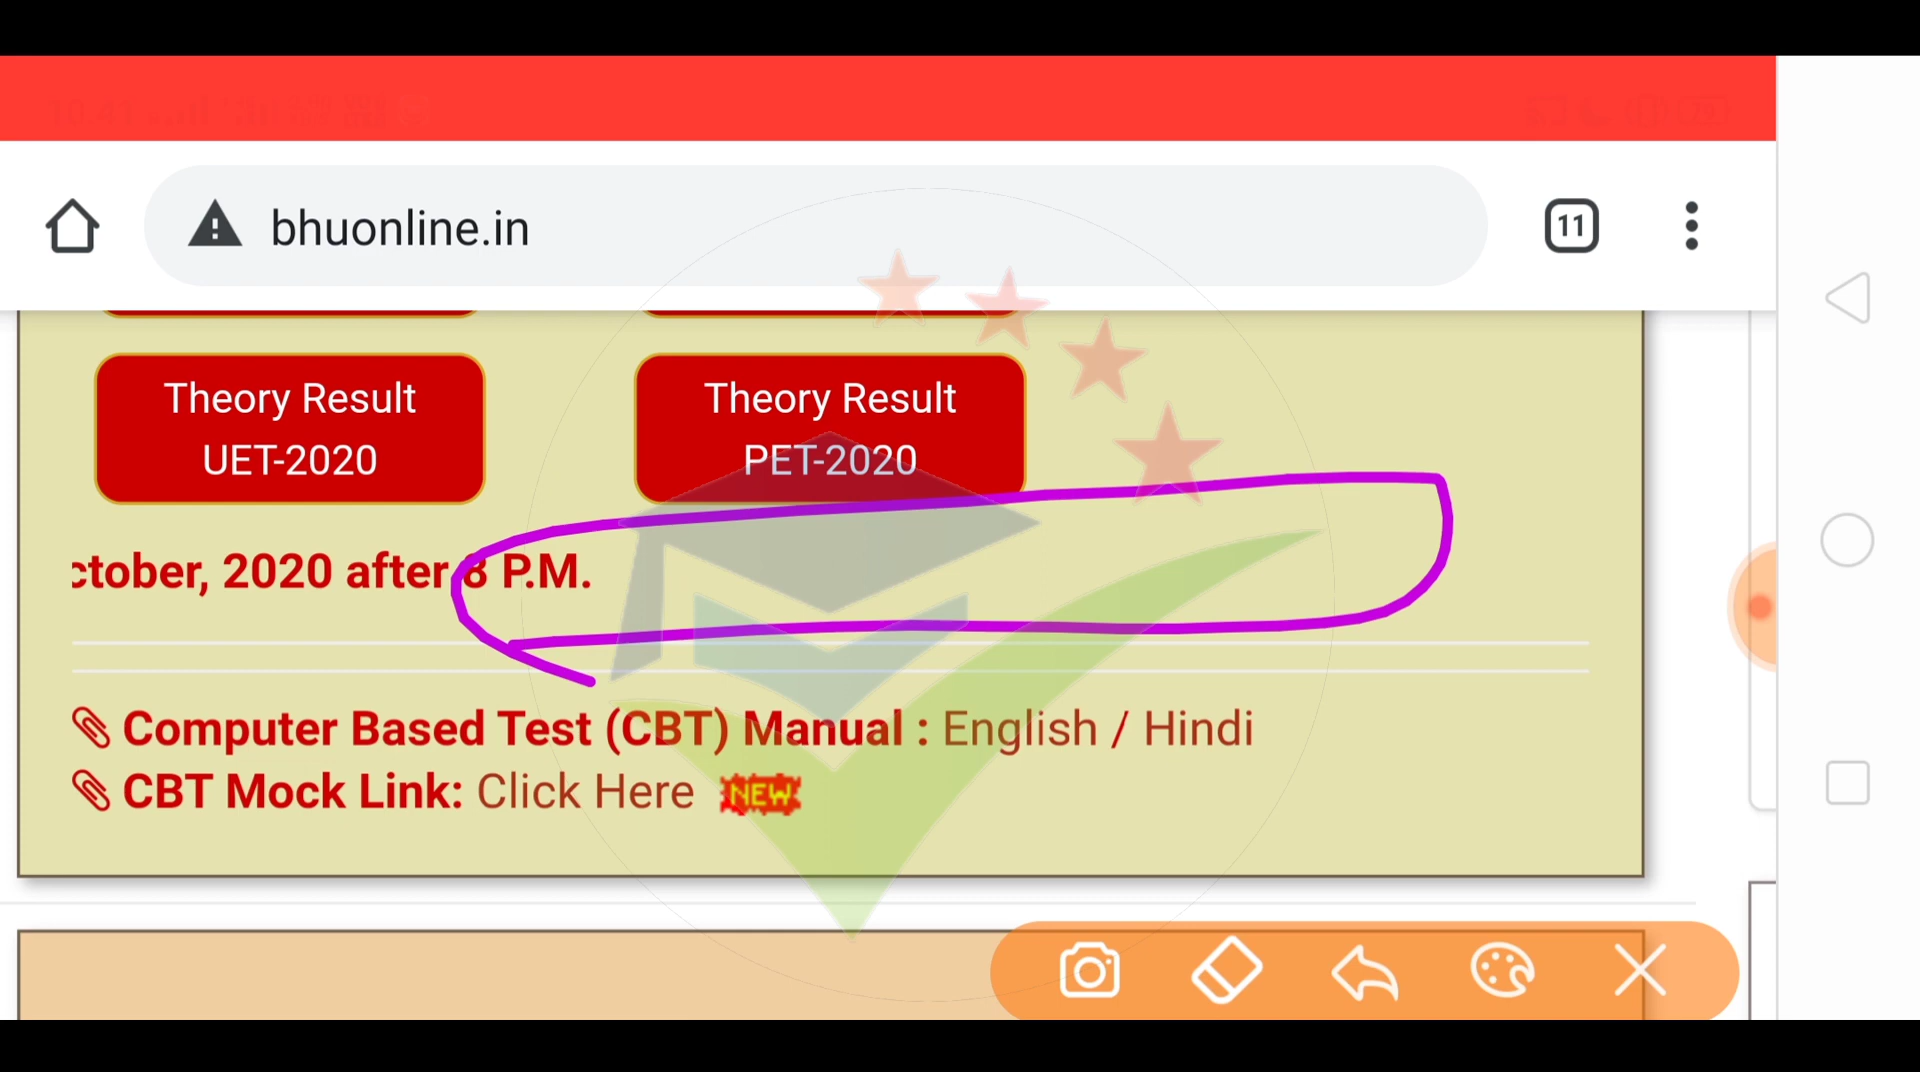 bhuonline.in
11
Theory Result
UET-2020
Theory Result
PET-2020
ctober, 2020 after 8 P.M.
Computer Based Test (CBT) Manual : English / Hindi
CBT Mock Link: Click Here NEW